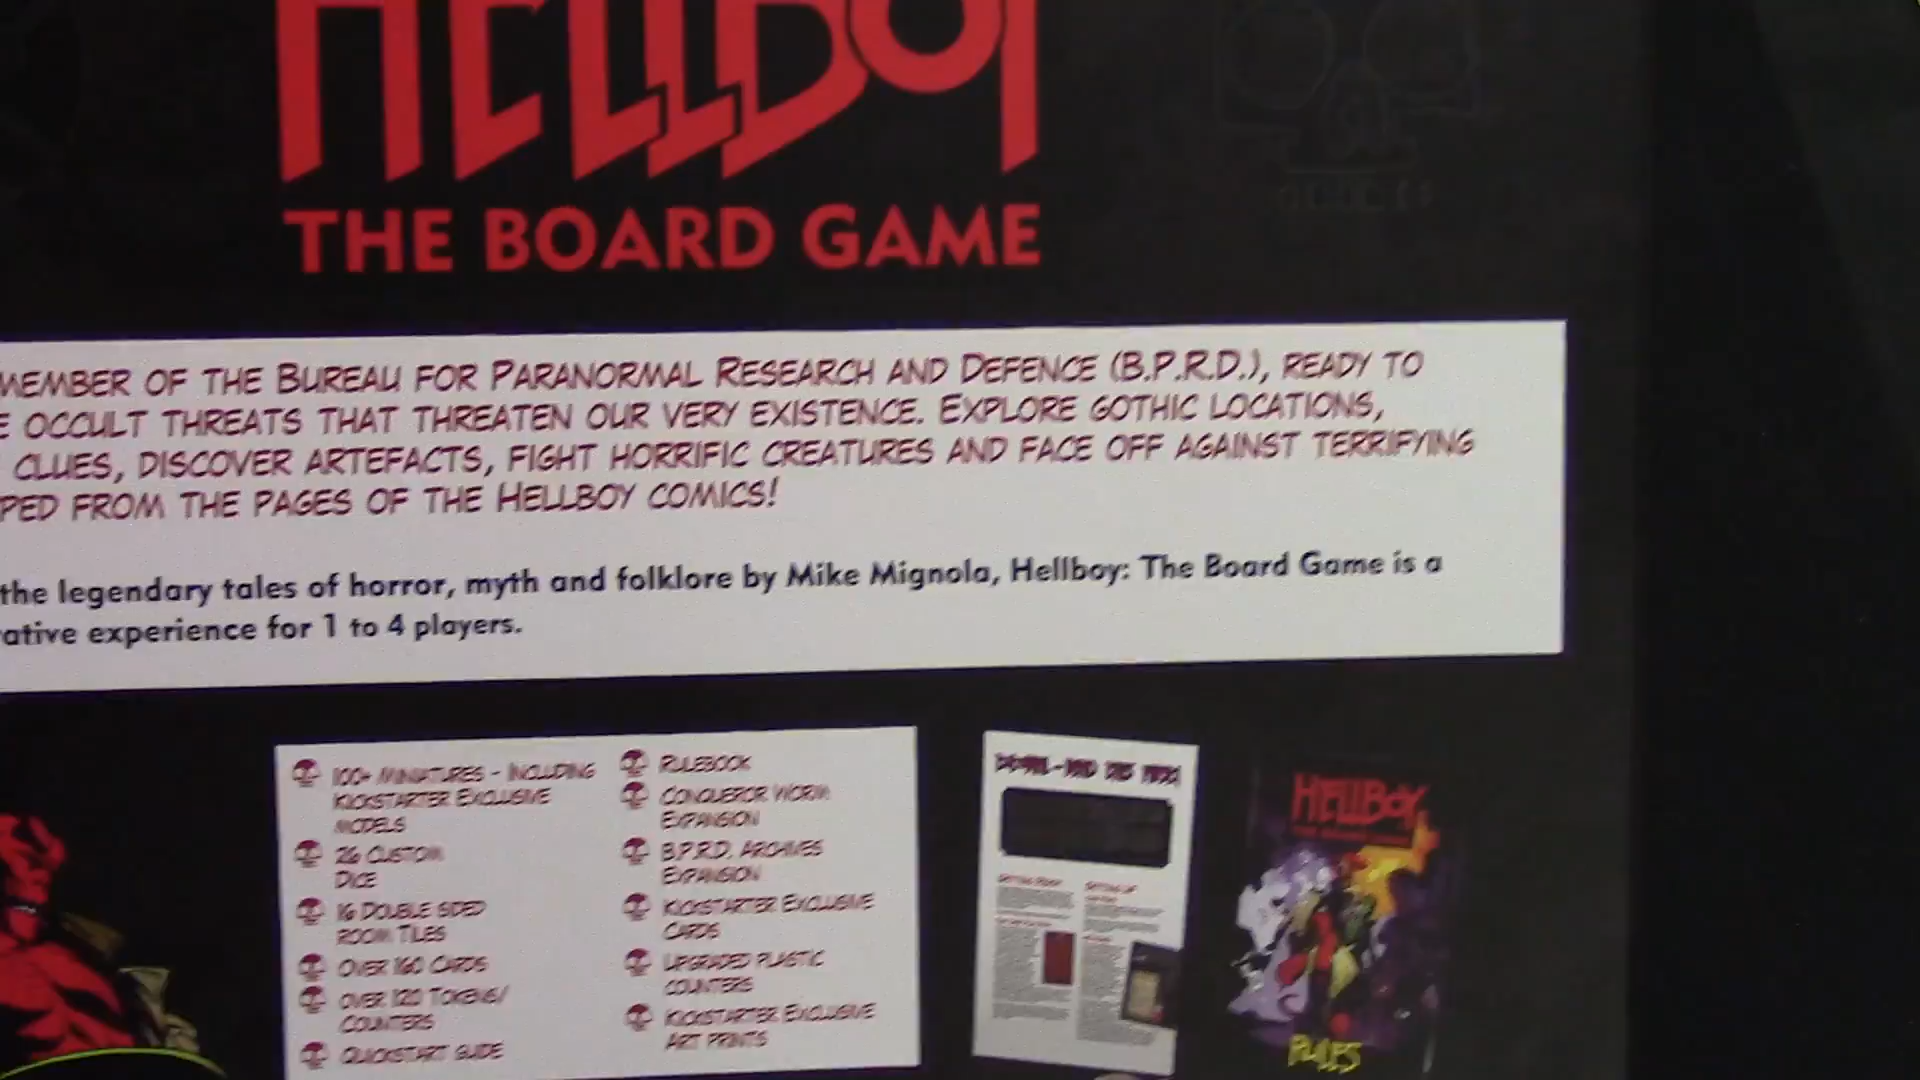 HELLBOY
THE BOARD GAME
MEMBER OF THE BUREAU FOR PARANORMAL RESEARCH AND DEFENCE (B.P.R.D.), READY TO
OCCULT THREATS THAT THREATEN OUR VERY EXISTENCE. EXPLORE GOTHIC LOCATIONS,
CLUES, DISCOVER ARTEFACTS, FIGHT HORRIFIC CREATURES AND FACE OFF AGAINST TERRIFYING
PED FROM THE PAGES OF THE HELLBOY COMICS!
the legendary tales of horror, myth and folklore by Mike Mignola, Hellboy: The Board Game is a
ative experience for 1 to 4 players.
100+ MINIATURES - INCLUDING
KICKSTARTER EXCLUSIVE
MODELS
26 CUSTOM
DICE
16 DOUBLE SIDED
ROOM TILES
OVER 160 CARDS
OVER 120 TOKENS/
COUNTERS
QUICKSTART GUIDE
RULEBOOK
CONQUEROR WORM
EXPANSION
B.P.R.D. ARCHIVES
EXPANSION
KICKSTARTER EXCLUSIVE
CARDS
UPGRADED PLASTIC
COUNTERS
KICKSTARTER EXCLUSIVE
ART PRINTS
HELLBOY
RULES